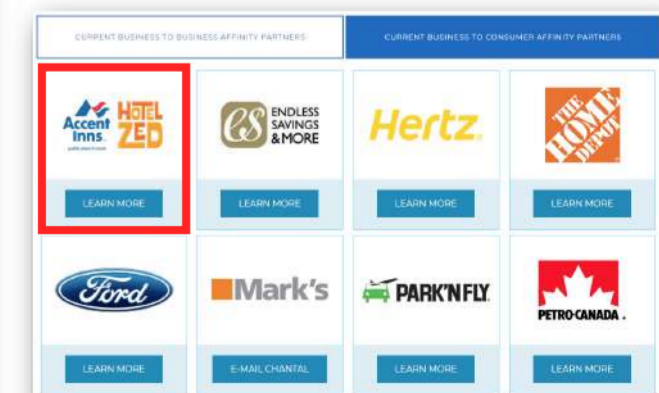 CURRENT BUSINESS TO BUSINESS AFFINITY PARTNERS
CURRENT BUSINESS TO CONSUMER AFFINITY PARTNERS
Accent Inns
HOTEL ZED
LEARN MORE
es ENDLESS SAVINGS & MORE
LEARN MORE
Hertz.
LEARN MORE
THE HOME DEPOT
LEARN MORE
Ford
LEARN MORE
Mark's
E-MAIL CHANTAL
PARK'N FLY.
LEARN MORE
PETRO-CANADA.
LEARN MORE